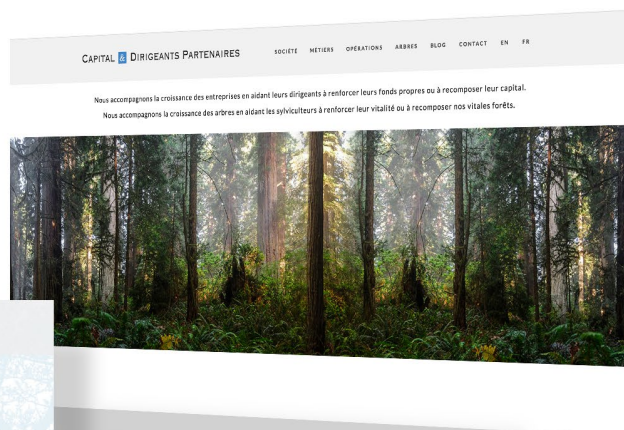 CAPITAL & DIRIGEANTS PARTENAIRES
SOCIÉTÉ MÉTIERS OPÉRATIONS ARBRES BLOG CONTACT EN FR
Nous accompagnons la croissance des entreprises en aidant leurs dirigeants à renforcer leurs fonds propres ou à recomposer leur capital.
Nous accompagnons la croissance des arbres en aidant les sylviculteurs à renforcer leur vitalité ou à recomposer nos vitales forêts.